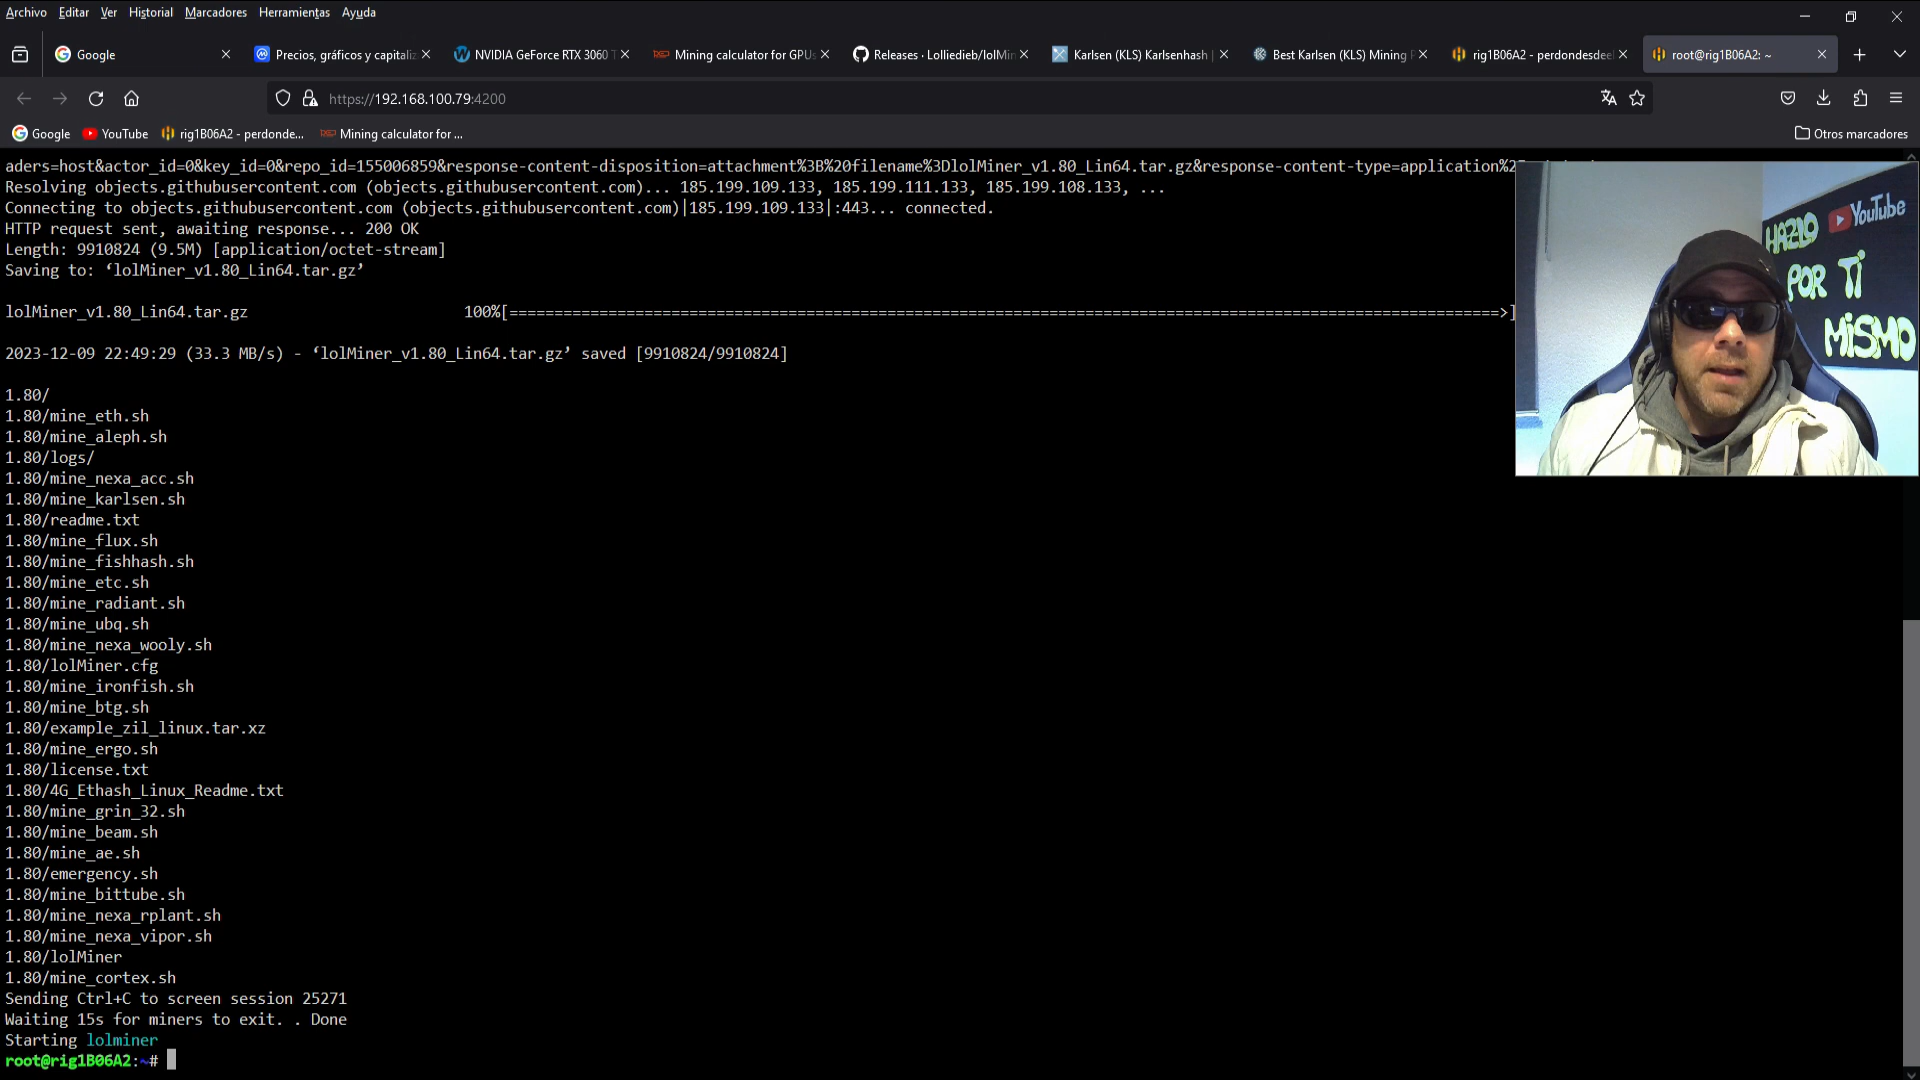 Archivo Editar Ver Historial Marcadores Herramientas Ayuda
Google
Precios, gráficos y capitaliz
NVIDIA GeForce RTX 3060 T
Mining calculator for GPUs
Releases · Lolliedieb/lolMin
Karlsen (KLS) Karlsenhash |
Best Karlsen (KLS) Mining P
rig1B06A2 - perdondesdeel
root@rig1B06A2: ~
https://192.168.100.79:4200
Google YouTube rig1B06A2 - perdonde... Mining calculator for ... Otros marcadores
aders=host&actor_id=0&key_id=0&repo_id=155006859&response-content-disposition=attachment%3B%20filename%3DlolMiner_v1.80_Lin64.tar.gz&response-content-type=application%2
Resolving objects.githubusercontent.com (objects.githubusercontent.com)... 185.199.109.133, 185.199.111.133, 185.199.108.133, ...
Connecting to objects.githubusercontent.com (objects.githubusercontent.com)|185.199.109.133|:443... connected.
HTTP request sent, awaiting response... 200 OK
Length: 9910824 (9.5M) [application/octet-stream]
Saving to: ‘lolMiner_v1.80_Lin64.tar.gz’
lolMiner_v1.80_Lin64.tar.gz 100%[==============================================================================================================>]
2023-12-09 22:49:29 (33.3 MB/s) - ‘lolMiner_v1.80_Lin64.tar.gz’ saved [9910824/9910824]
1.80/
1.80/mine_eth.sh
1.80/mine_aleph.sh
1.80/logs/
1.80/mine_nexa_acc.sh
1.80/mine_karlsen.sh
1.80/readme.txt
1.80/mine_flux.sh
1.80/mine_fishhash.sh
1.80/mine_etc.sh
1.80/mine_radiant.sh
1.80/mine_ubq.sh
1.80/mine_nexa_wooly.sh
1.80/lolMiner.cfg
1.80/mine_ironfish.sh
1.80/mine_btg.sh
1.80/example_zil_linux.tar.xz
1.80/mine_ergo.sh
1.80/license.txt
1.80/4G_Ethash_Linux_Readme.txt
1.80/mine_grin_32.sh
1.80/mine_beam.sh
1.80/mine_ae.sh
1.80/emergency.sh
1.80/mine_bittube.sh
1.80/mine_nexa_rplant.sh
1.80/mine_nexa_vipor.sh
1.80/lolMiner
1.80/mine_cortex.sh
Sending Ctrl+C to screen session 25271
Waiting 15s for miners to exit. . Done
Starting lolminer
root@rig1B06A2:~#
YouTube
HAZLO
POR TI
MiSMO